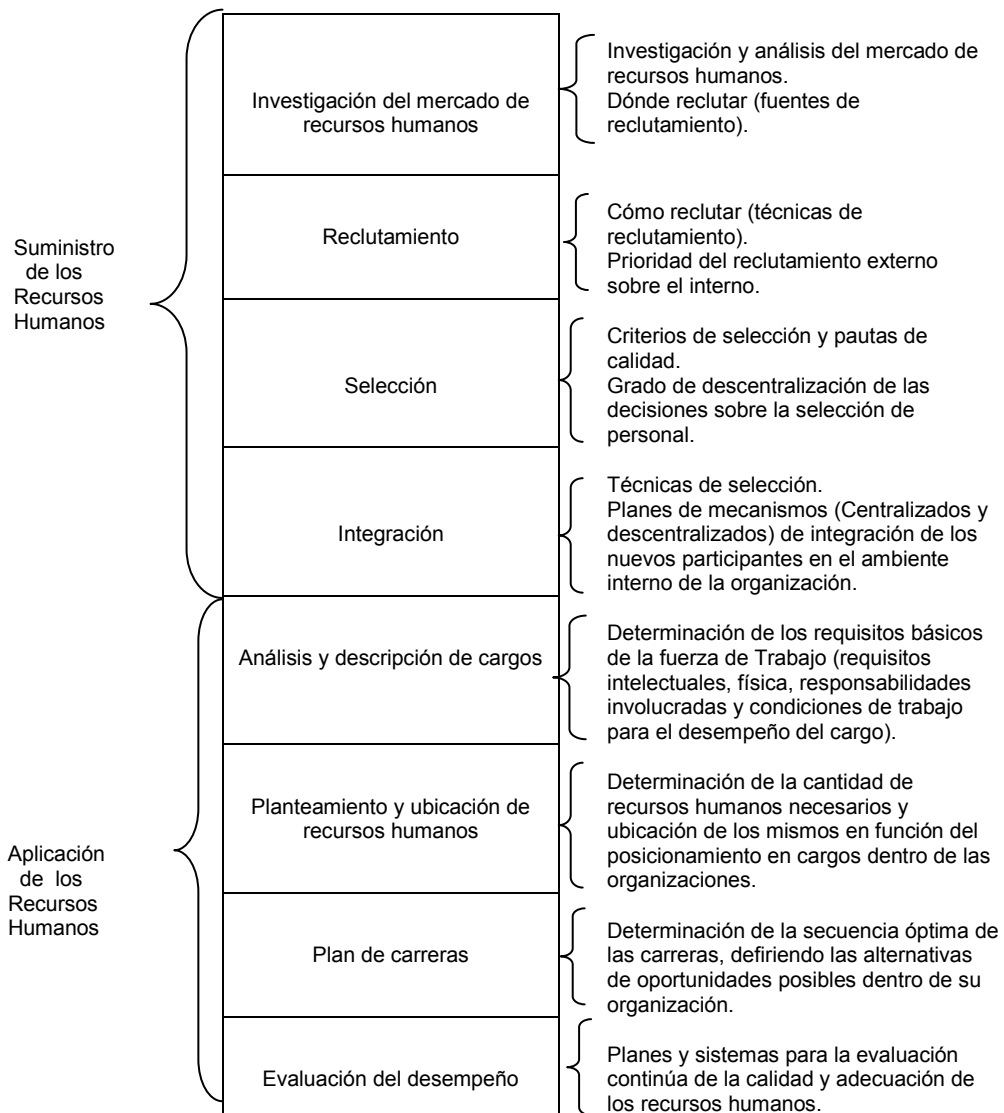 Suministro
de los
Recursos
Humanos
Investigación del mercado de
recursos humanos
Investigación y análisis del mercado de
recursos humanos.
Dónde reclutar (fuentes de
reclutamiento).
Reclutamiento
Cómo reclutar (técnicas de
reclutamiento).
Prioridad del reclutamiento externo
sobre el interno.
Selección
Criterios de selección y pautas de
calidad.
Grado de descentralización de las
decisiones sobre la selección de
personal.
Integración
Técnicas de selección.
Planes de mecanismos (Centralizados y
descentralizados) de integración de los
nuevos participantes en el ambiente
interno de la organización.
Aplicación
de los
Recursos
Humanos
Análisis y descripción de cargos
Determinación de los requisitos básicos
de la fuerza de Trabajo (requisitos
intelectuales, física, responsabilidades
involucradas y condiciones de trabajo
para el desempeño del cargo).
Planteamiento y ubicación de
recursos humanos
Determinación de la cantidad de
recursos humanos necesarios y
ubicación de los mismos en función del
posicionamiento en cargos dentro de las
organizaciones.
Plan de carreras
Determinación de la secuencia óptima de
las carreras, defiriendo las alternativas
de oportunidades posibles dentro de su
organización.
Evaluación del desempeño
Planes y sistemas para la evaluación
continúa de la calidad y adecuación de
los recursos humanos.